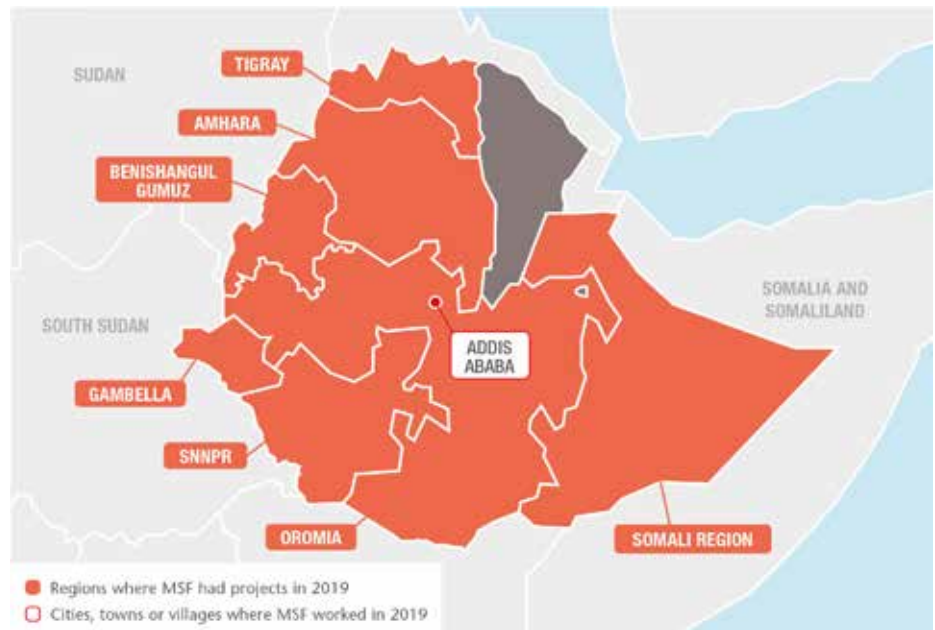 SUDAN
TIGRAY
AMHARA
BENISHANGUL
GUMUZ
SOMALIA AND
SOMALILAND
SOUTH SUDAN
ADDIS
ABABA
GAMBELLA
SNNPR
OROMIA
SOMALI REGION
Regions where MSF had projects in 2019
Cities, towns or villages where MSF worked in 2019